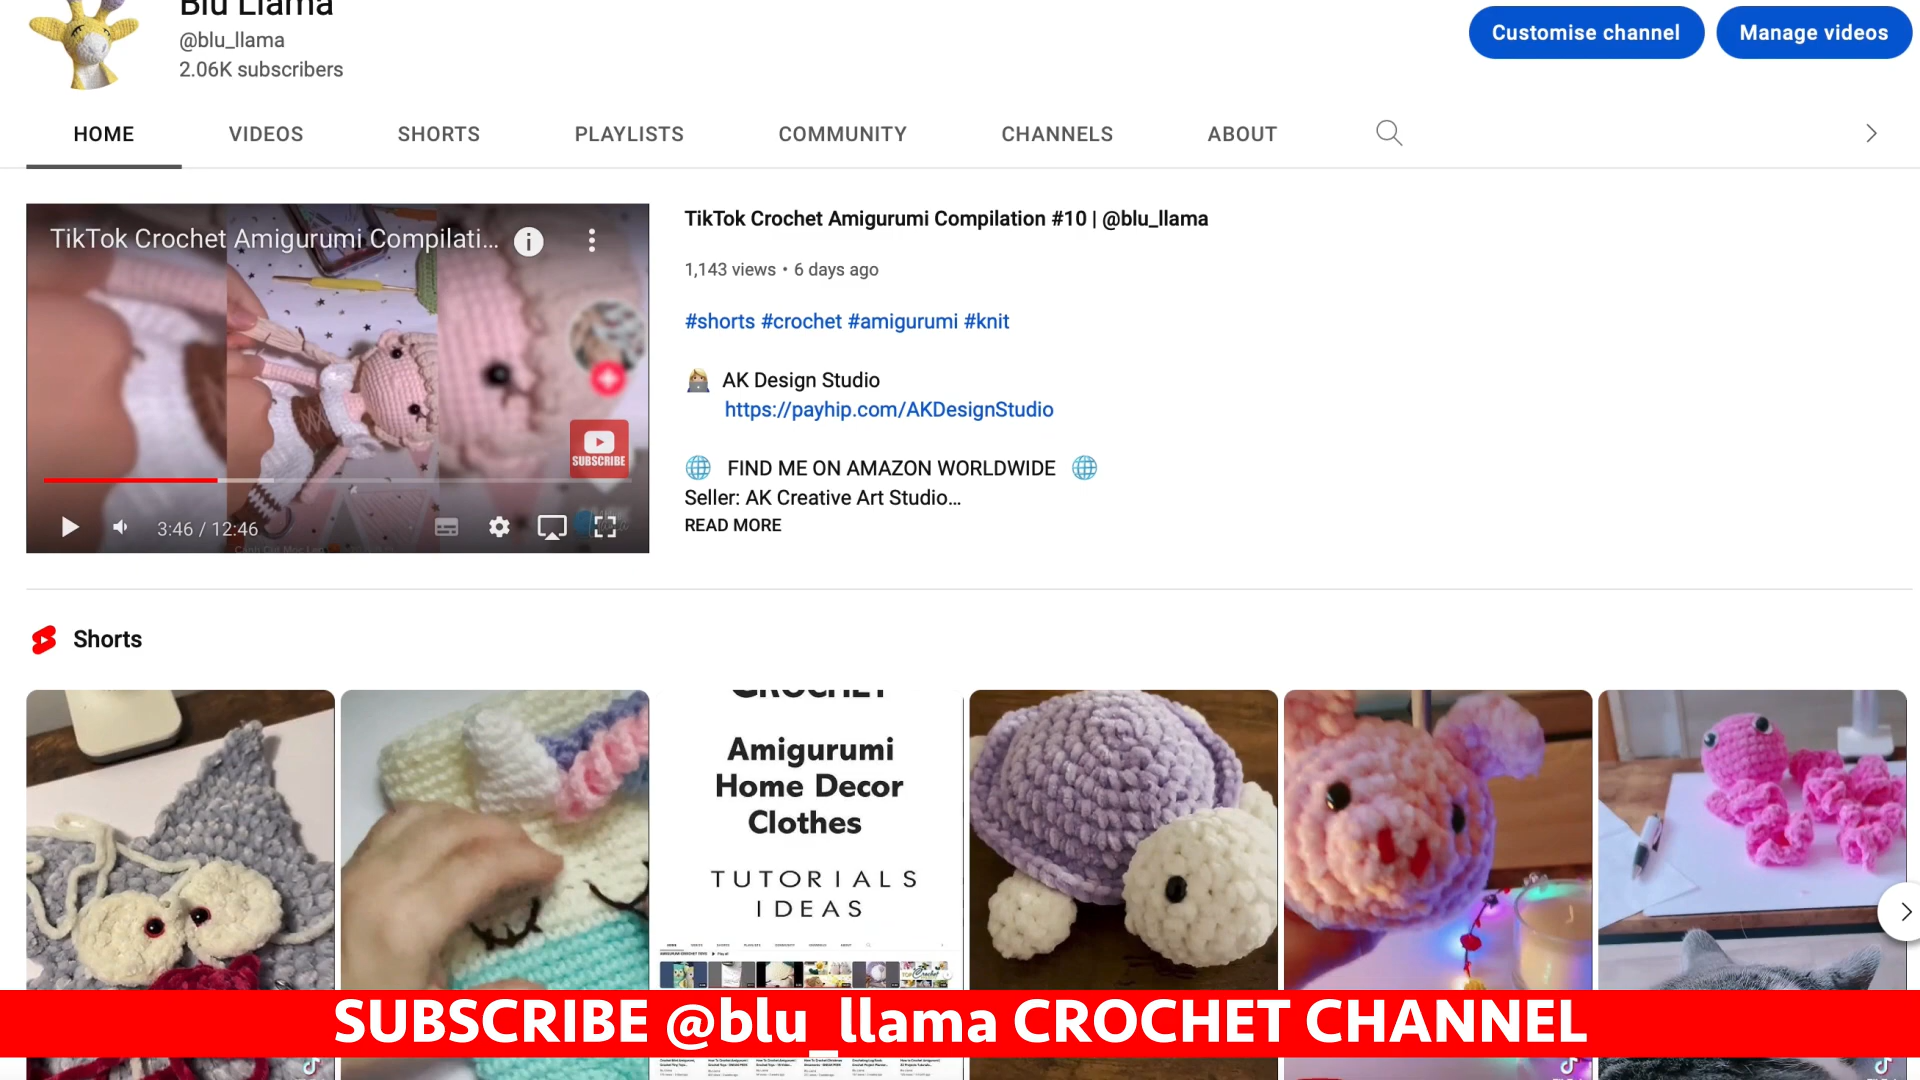 Blu Llama
@blu_llama
2.06K subscribers
Customise channel
Manage videos
HOME
VIDEOS
SHORTS
PLAYLISTS
COMMUNITY
CHANNELS
ABOUT
TikTok Crochet Amigurumi Compilati...
SUBSCRIBE
3:46 / 12:46
TikTok Crochet Amigurumi Compilation #10 | @blu_llama
1,143 views • 6 days ago
#shorts #crochet #amigurumi #knit
AK Design Studio
https://payhip.com/AKDesignStudio
FIND ME ON AMAZON WORLDWIDE
Seller: AK Creative Art Studio...
READ MORE
Shorts
CROCHET
Amigurumi
Home Decor
Clothes
TUTORIALS
IDEAS
SUBSCRIBE @blu_llama CROCHET CHANNEL